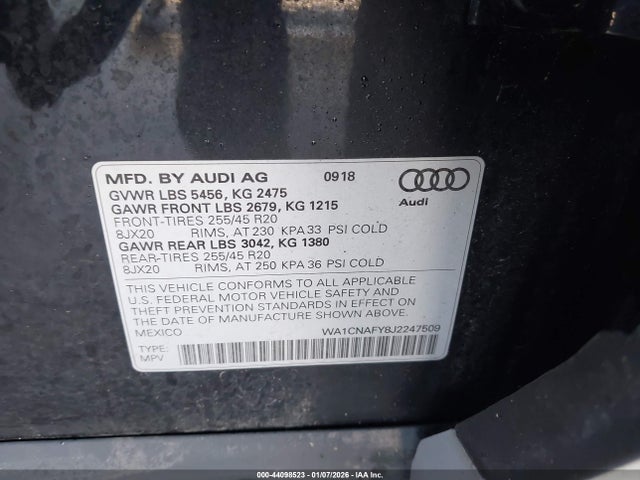 MFD. BY AUDI AG 0918
GVWR LBS 5456, KG 2475
GAWR FRONT LBS 2679, KG 1215
FRONT-TIRES 255/45 R20
8JX20 RIMS, AT 230 KPA 33 PSI COLD
GAWR REAR LBS 3042, KG 1380
REAR-TIRES 255/45 R20
8JX20 RIMS, AT 250 KPA 36 PSI COLD
Audi
THIS VEHICLE CONFORMS TO ALL APPLICABLE
U.S. FEDERAL MOTOR VEHICLE SAFETY AND
THEFT PREVENTION STANDARDS IN EFFECT ON
THE DATE OF MANUFACTURE SHOWN ABOVE.
MEXICO WA1CNAFY8J2247509
TYPE:
MPV
000-44098523 - 01/07/2026 - IAA Inc.